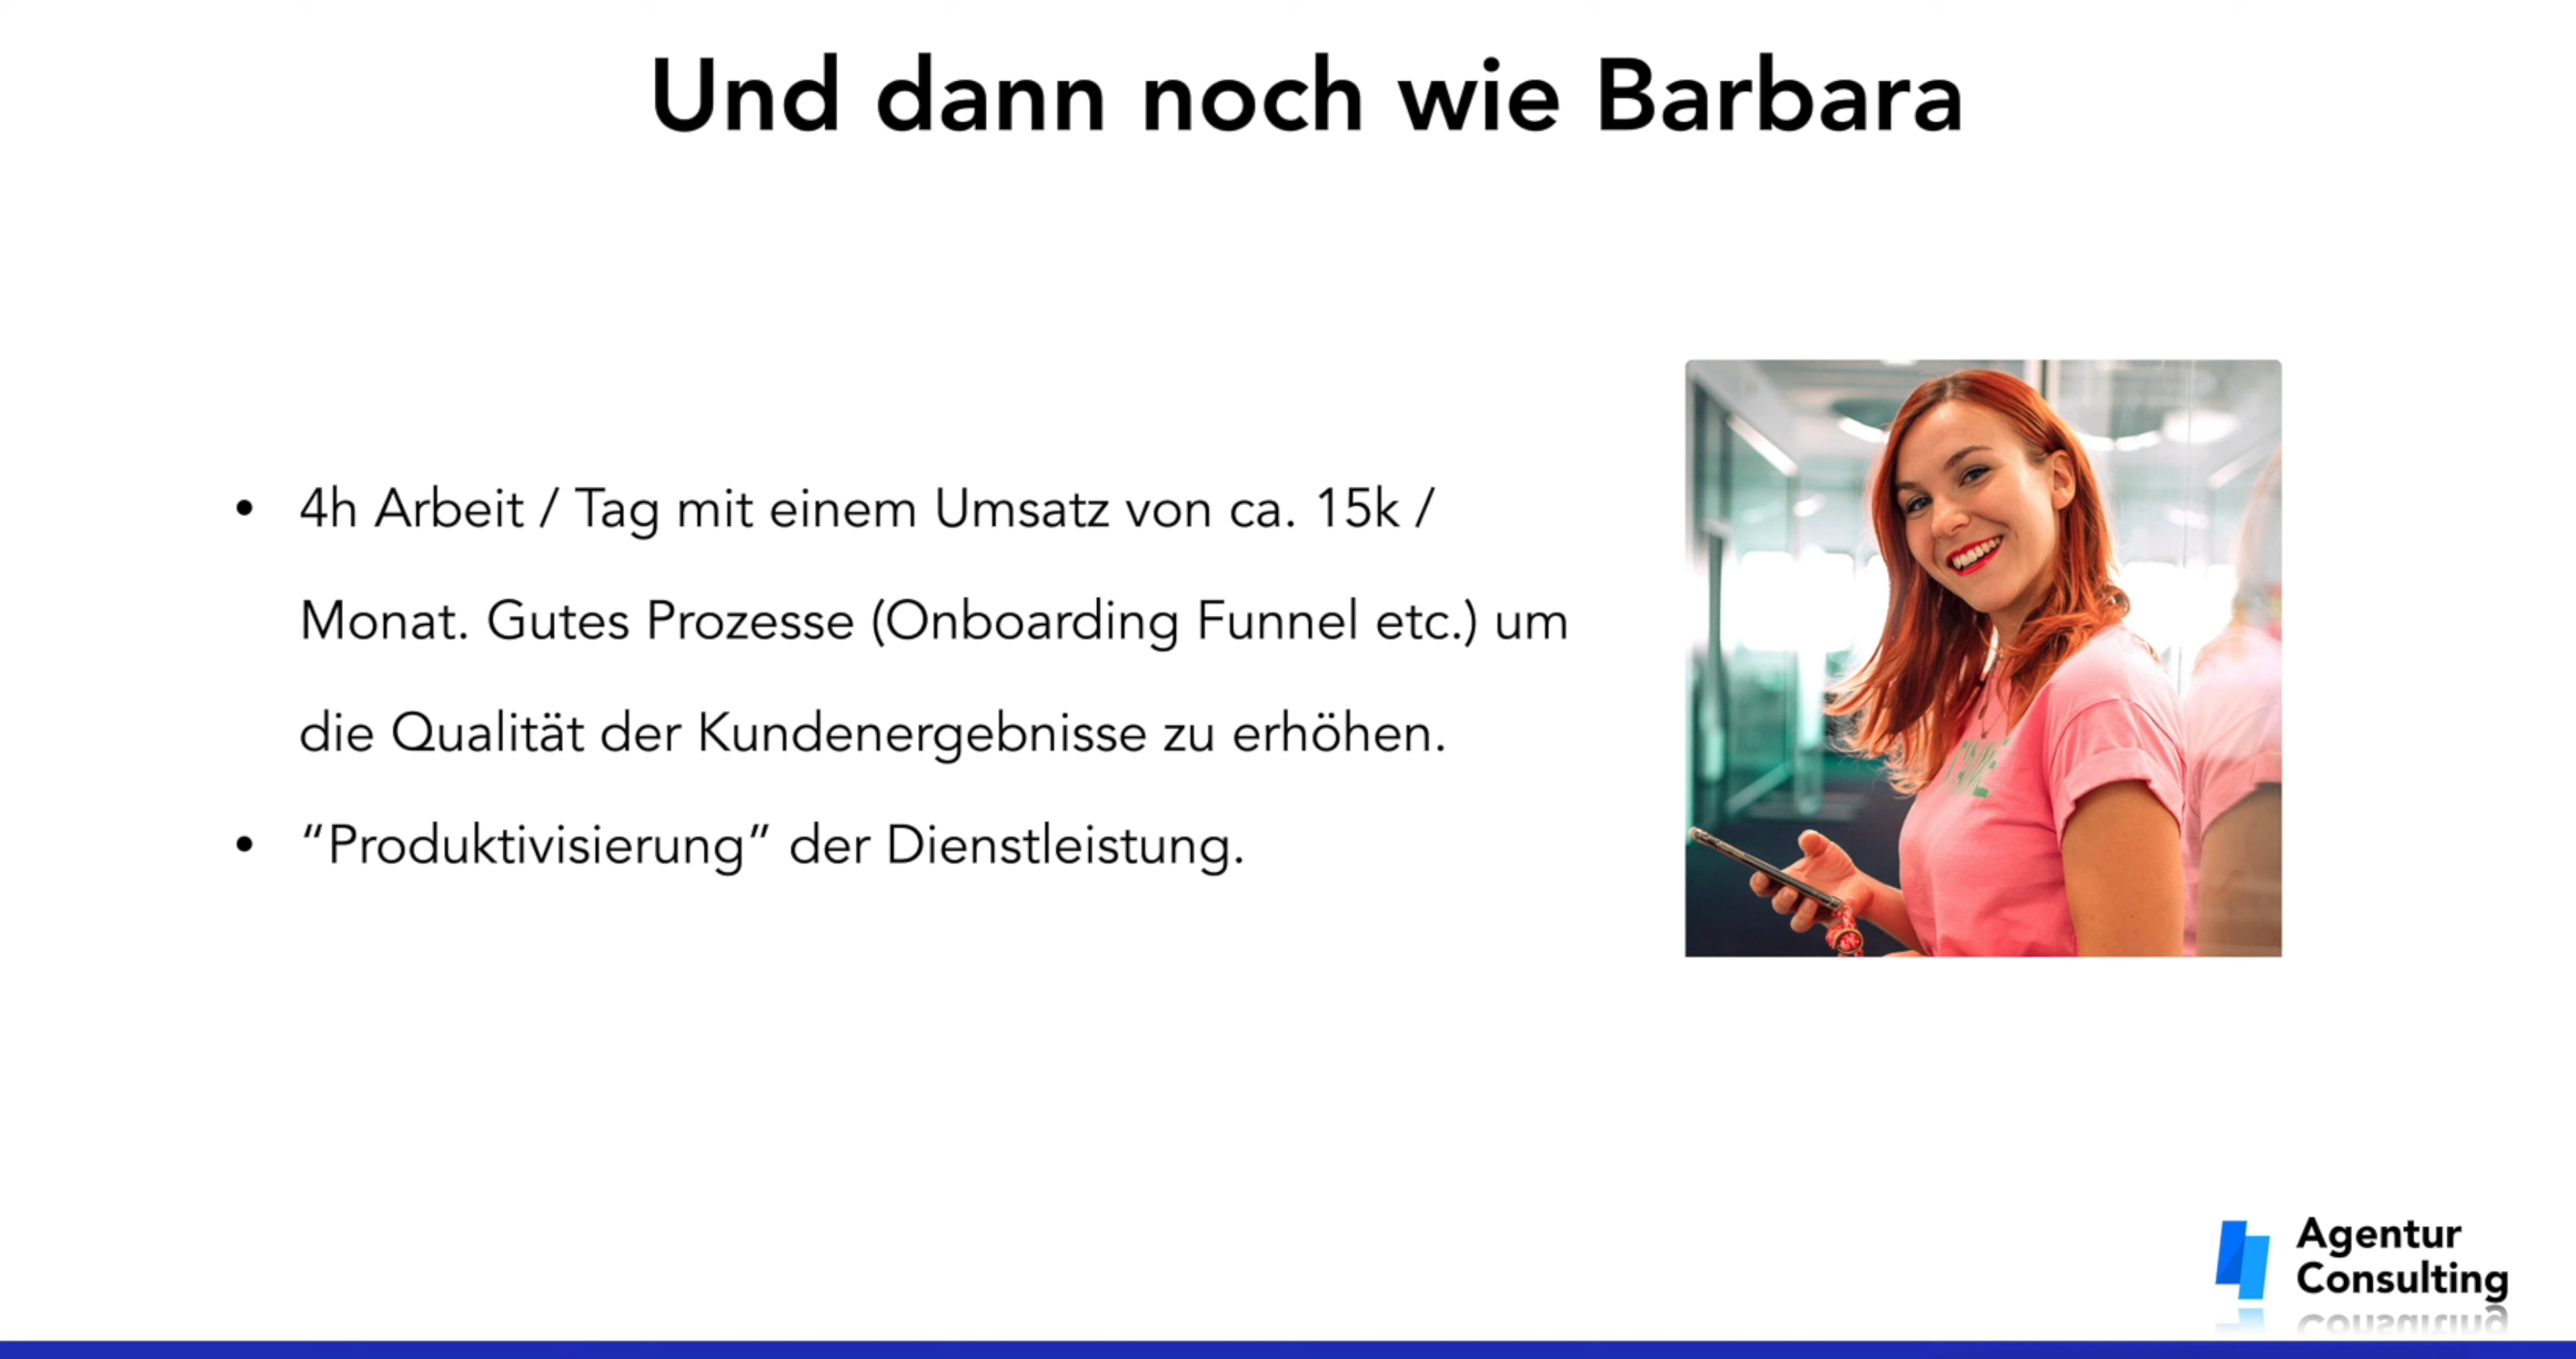 Und dann noch wie Barbara
• 4h Arbeit / Tag mit einem Umsatz von ca. 15k /
Monat. Gutes Prozesse (Onboarding Funnel etc.) um
die Qualität der Kundenergebnisse zu erhöhen.
• “Produktivisierung” der Dienstleistung.
Agentur
Consulting